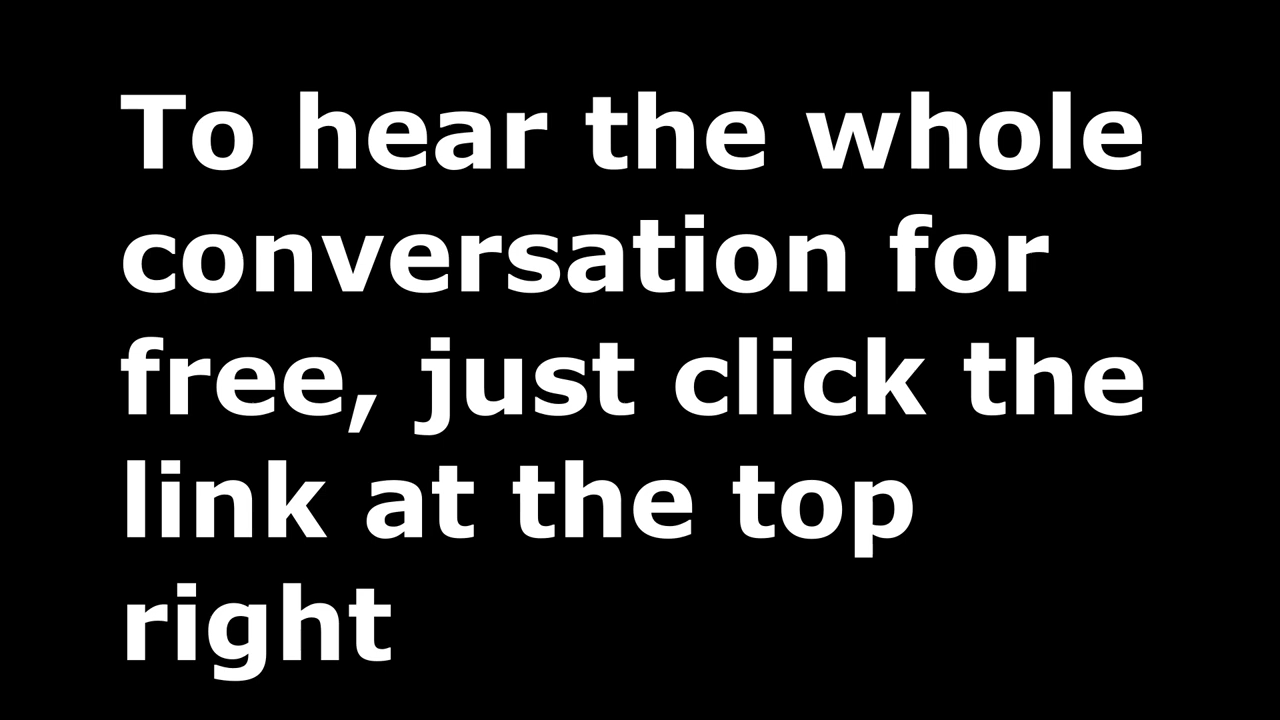 To hear the whole
conversation for
free, just click the
link at the top
right